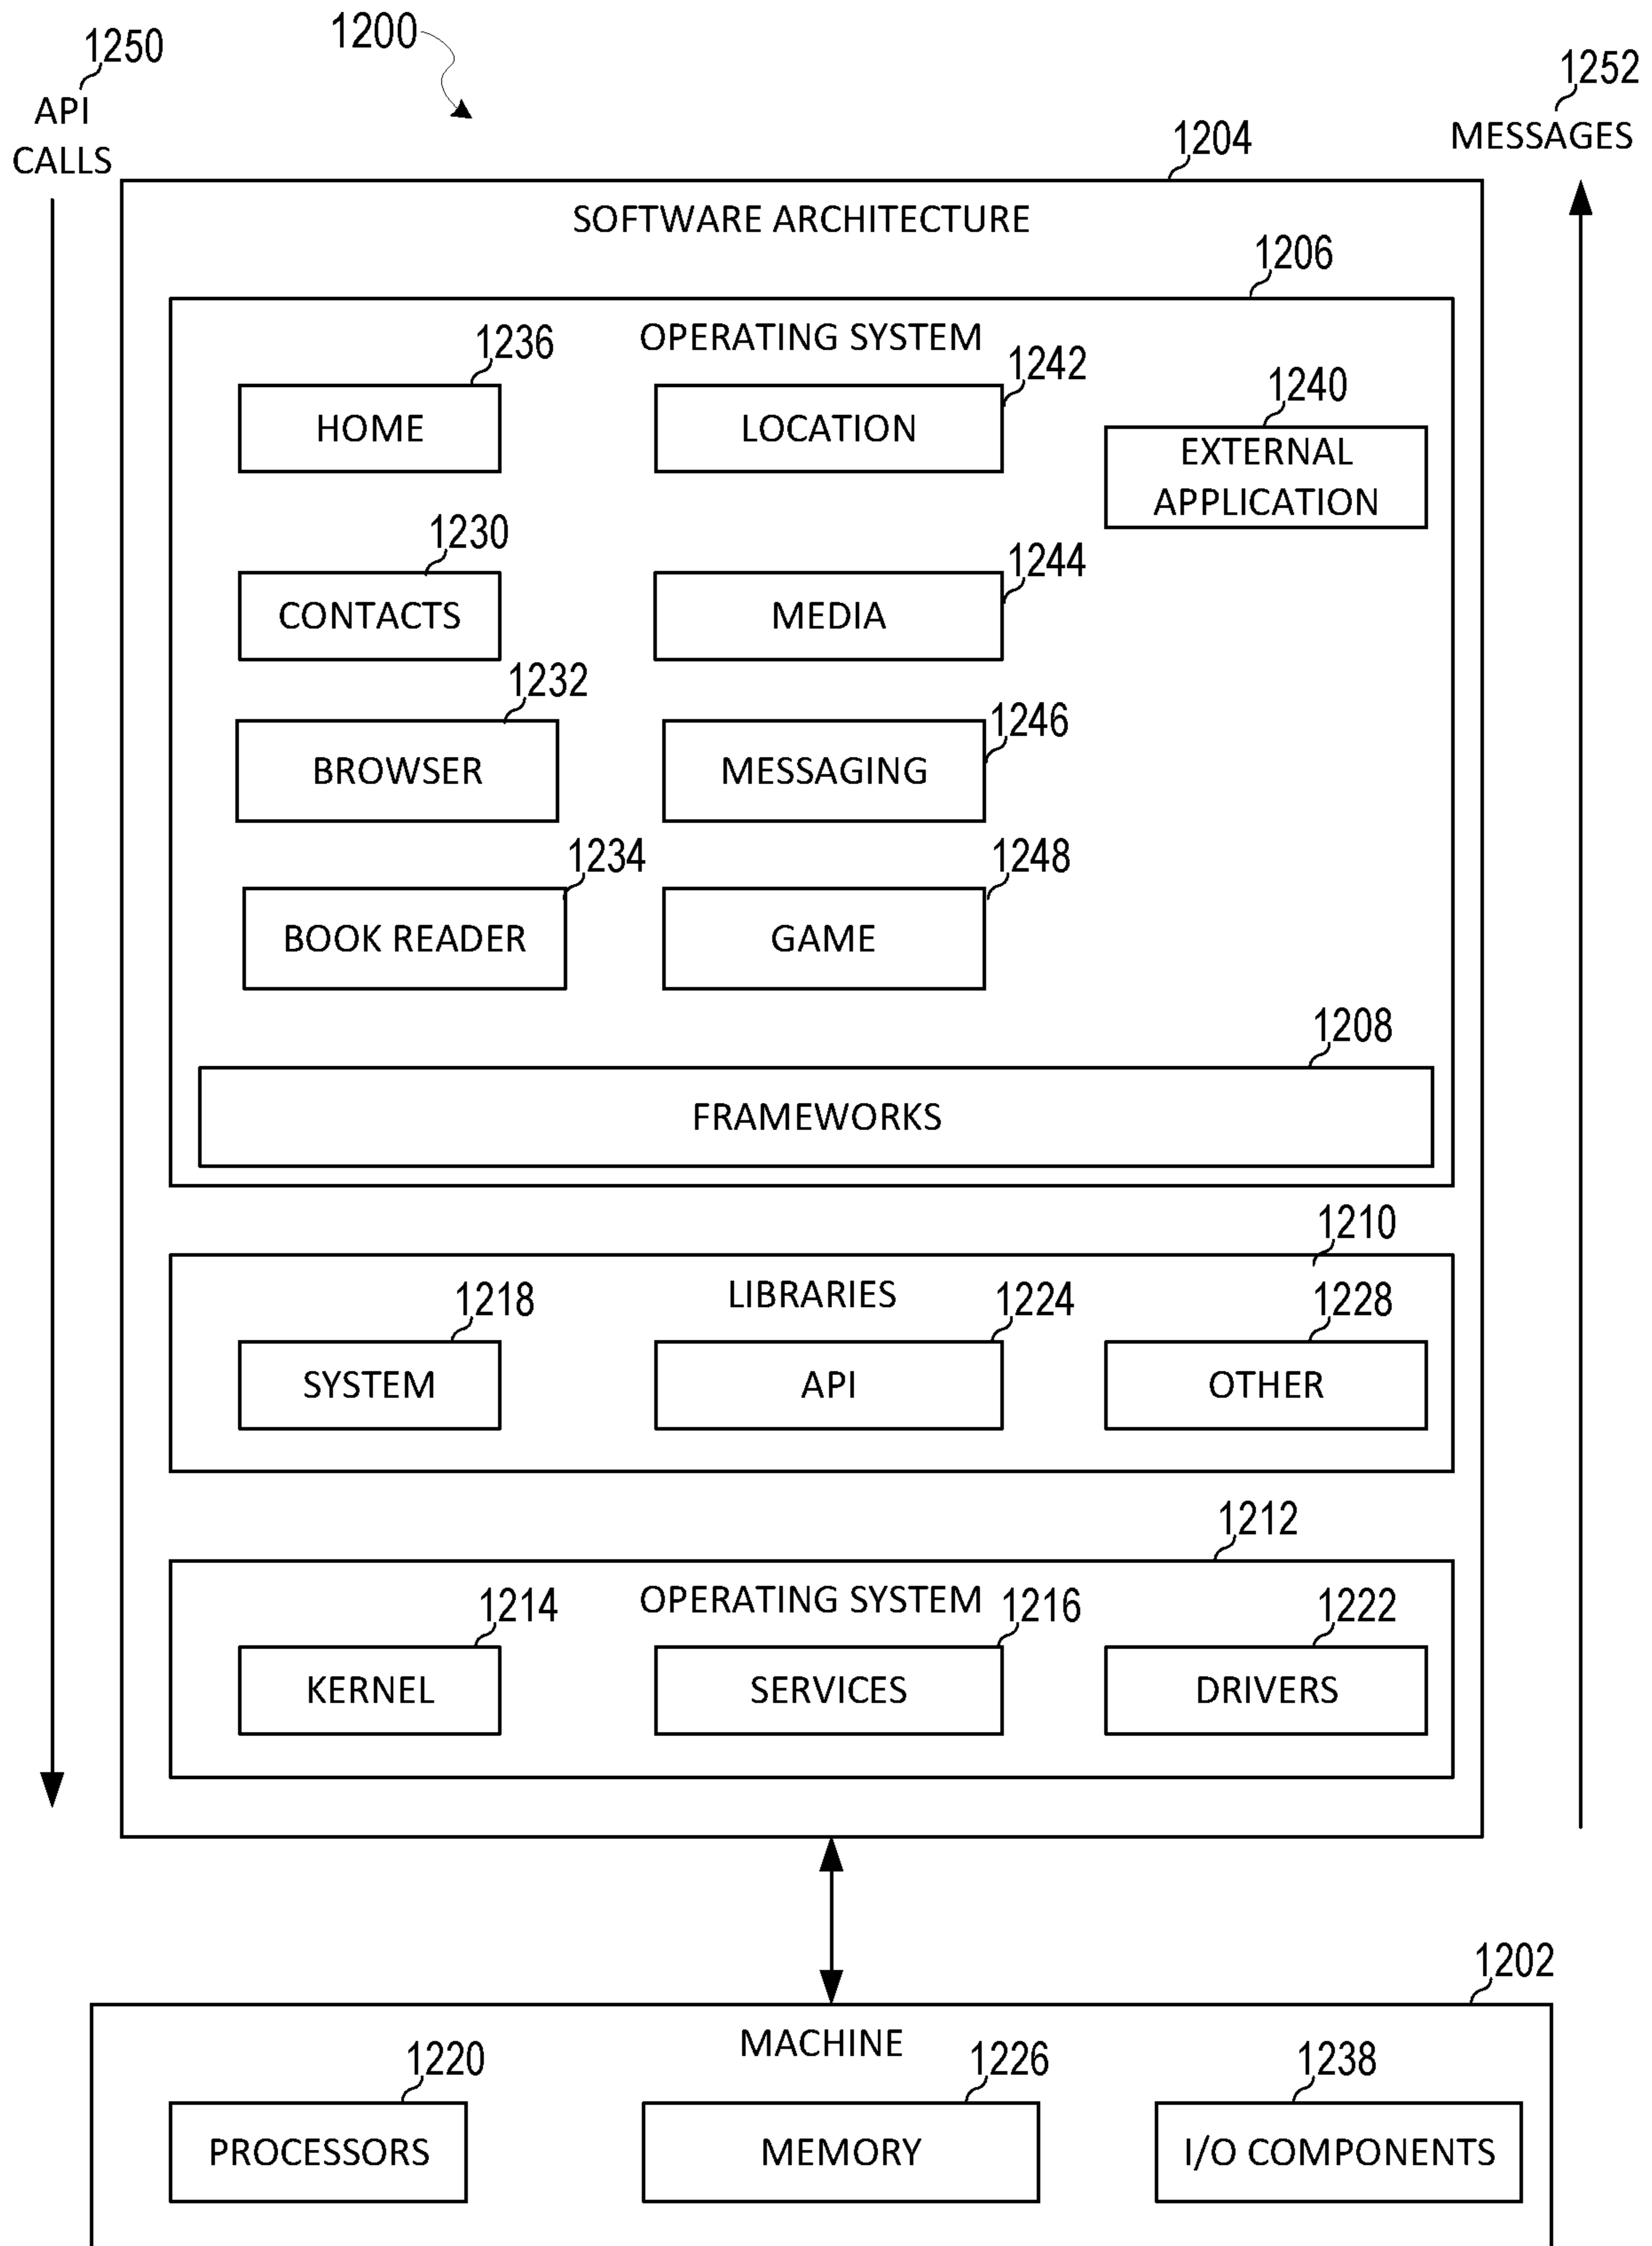 1250
1200
1252
API
CALLS
MESSAGES
1204
SOFTWARE ARCHITECTURE
1206
OPERATING SYSTEM
1236
1242
1240
HOME
LOCATION
EXTERNAL
APPLICATION
1230
1244
CONTACTS
MEDIA
1232
1246
BROWSER
MESSAGING
1234
1248
BOOK READER
GAME
1208
FRAMEWORKS
1210
LIBRARIES
1218
1224
1228
SYSTEM
API
OTHER
1212
OPERATING SYSTEM
1214
1216
1222
KERNEL
SERVICES
DRIVERS
1202
MACHINE
1220
1226
1238
PROCESSORS
MEMORY
I/O COMPONENTS